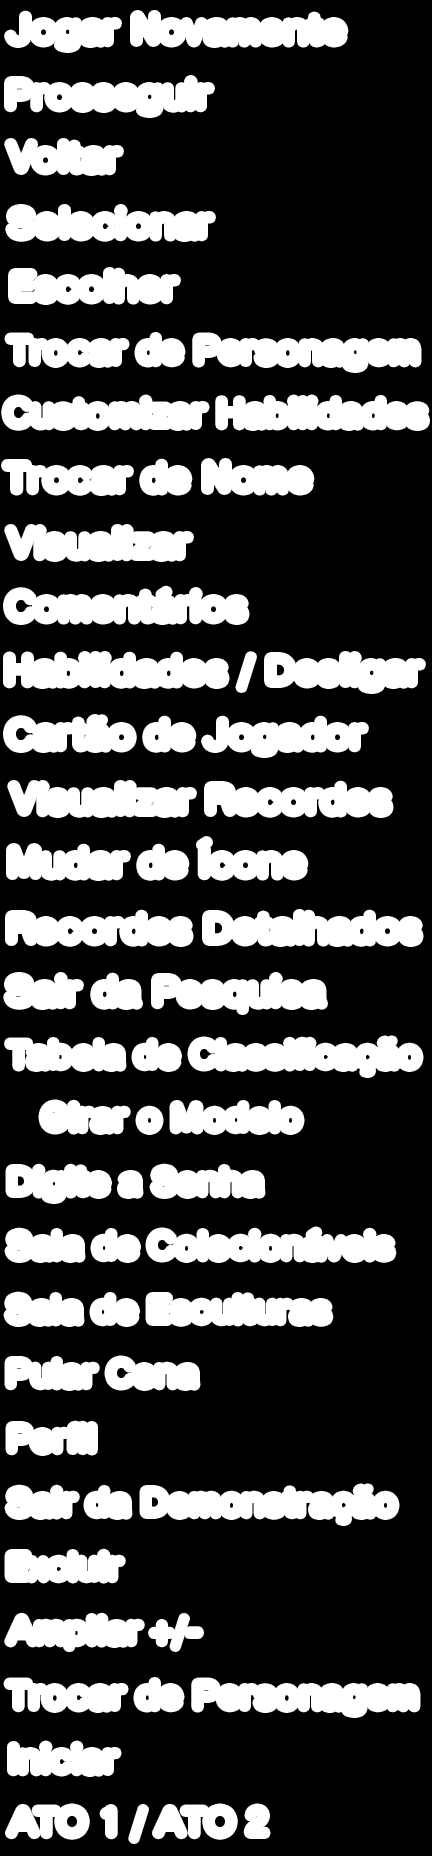 Jogar Novamente
Prosseguir
Voltar
Selecionar
Escolher
Trocar de Personagem
Customizar Habilidades
Trocar de Nome
Visualizar
Comentários
Habilidades / Desligar
Cartão de Jogador
Visualizar Recordes
Mudar de Ícone
Recordes Detalhados
Sair da Pesquisa
Tabela de Classificação
Girar o Modelo
Digite a Senha
Sala de Colecionáveis
Sala de Esculturas
Pular Cena
Perfil
Sair da Demonstração
Excluir
Ampliar +/-
Trocar de Personagem
Iniciar
ATO 1 / ATO 2